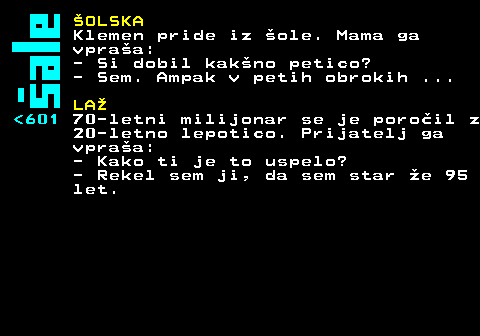 šale
ŠOLSKA
Klemen pride iz šole. Mama ga
vpraša:
- Si dobil kakšno petico?
- Sem. Ampak v petih obrokih ...
LAŽ
<601 70-letni milijonar se je poročil z
20-letno lepotico. Prijatelj ga
vpraša:
- Kako ti je to uspelo?
- Rekel sem ji, da sem star že 95
let.